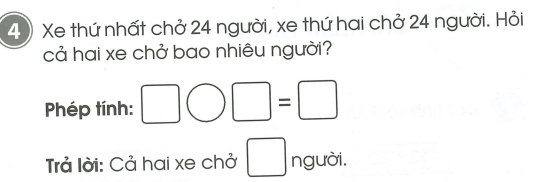 4 Xe thứ nhất chở 24 người, xe thứ hai chở 24 người. Hỏi
cả hai xe chở bao nhiêu người?
Phép tính: =
Trả lời: Cả hai xe chở người.